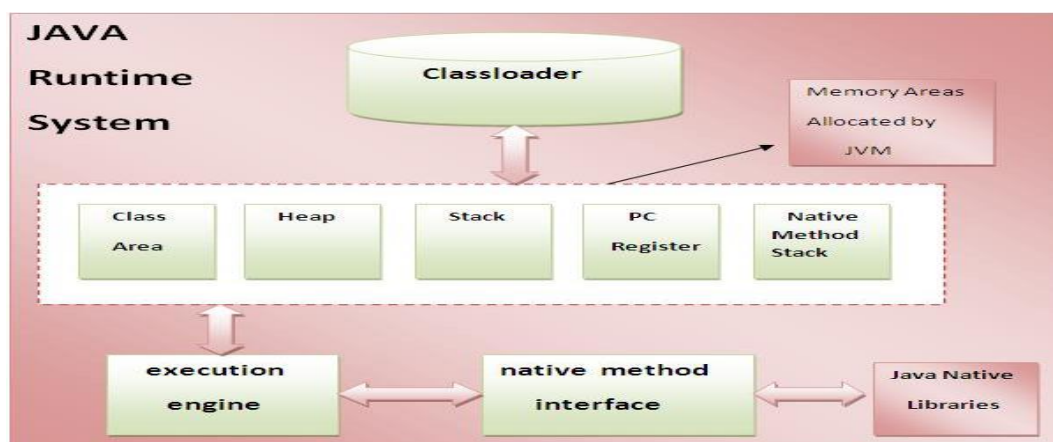 JAVA
Runtime
System
Classloader
Memory Areas
Allocated by
JVM
Class
Area
Heap
Stack
PC
Register
Native
Method
Stack
execution
engine
native method
interface
Java Native
Libraries